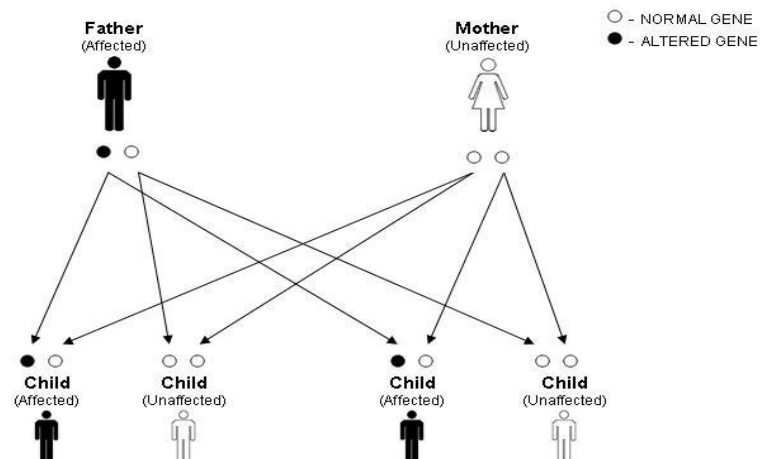 Father
(Affected)
Mother
(Unaffected)
- NORMAL GENE
- ALTERED GENE
Child
(Affected)
Child
(Unaffected)
Child
(Affected)
Child
(Unaffected)